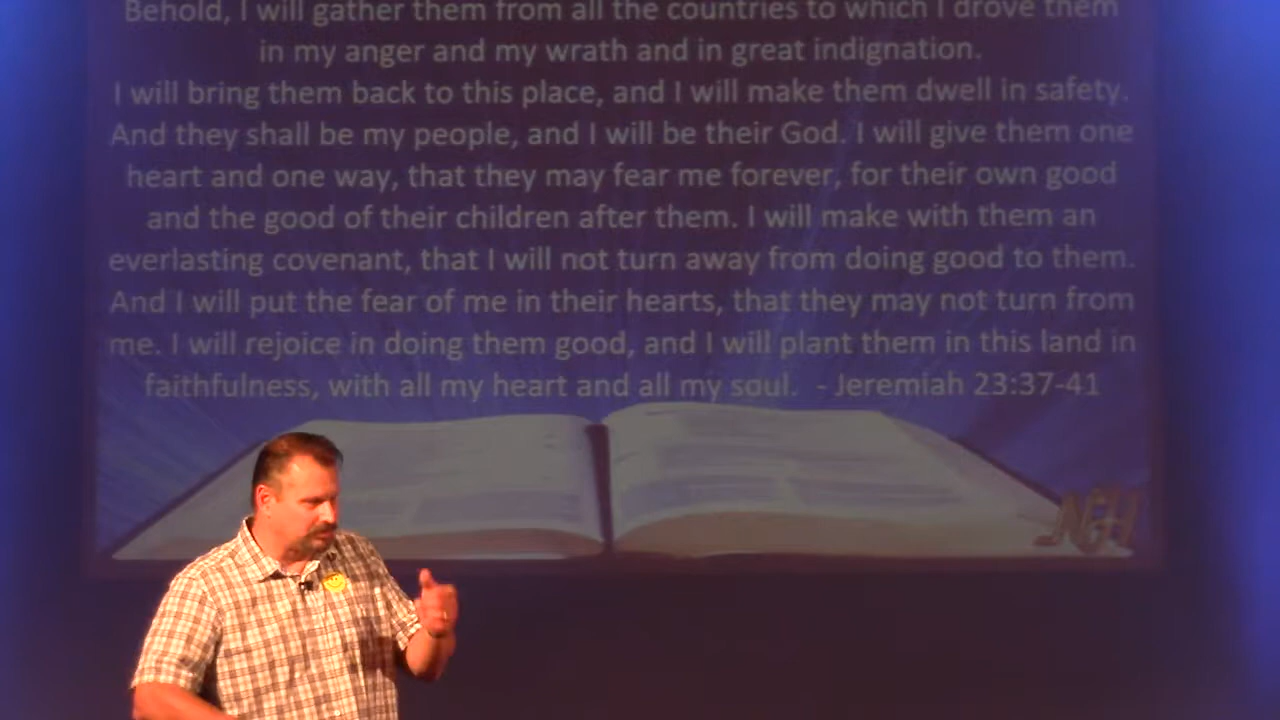 Behold, I will gather them from all the countries to which I drove them
in my anger and my wrath and in great indignation.
I will bring them back to this place, and I will make them dwell in safety.
And they shall be my people, and I will be their God. I will give them one
heart and one way, that they may fear me forever, for their own good
and the good of their children after them. I will make with them an
everlasting covenant, that I will not turn away from doing good to them.
And I will put the fear of me in their hearts, that they may not turn from
me. I will rejoice in doing them good, and I will plant them in this land in
faithfulness, with all my heart and all my soul. - Jeremiah 23:37-41